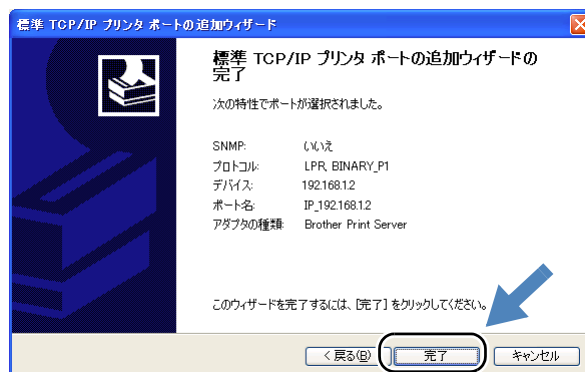 標準 TCP/IP プリンタ ポートの追加ウィザード
標準 TCP/IP プリンタ ポートの追加ウィザードの
完了
次の特性でポートが選択されました。
SNMP: いいえ
プロトコル: LPR, BINARY_P1
デバイス: 192.168.1.2
ポート名: IP_192.168.1.2
アダプタの種類: Brother Print Server
このウィザードを完了するには、[完了] をクリックしてください。
< 戻る(B) 完了 キャンセル